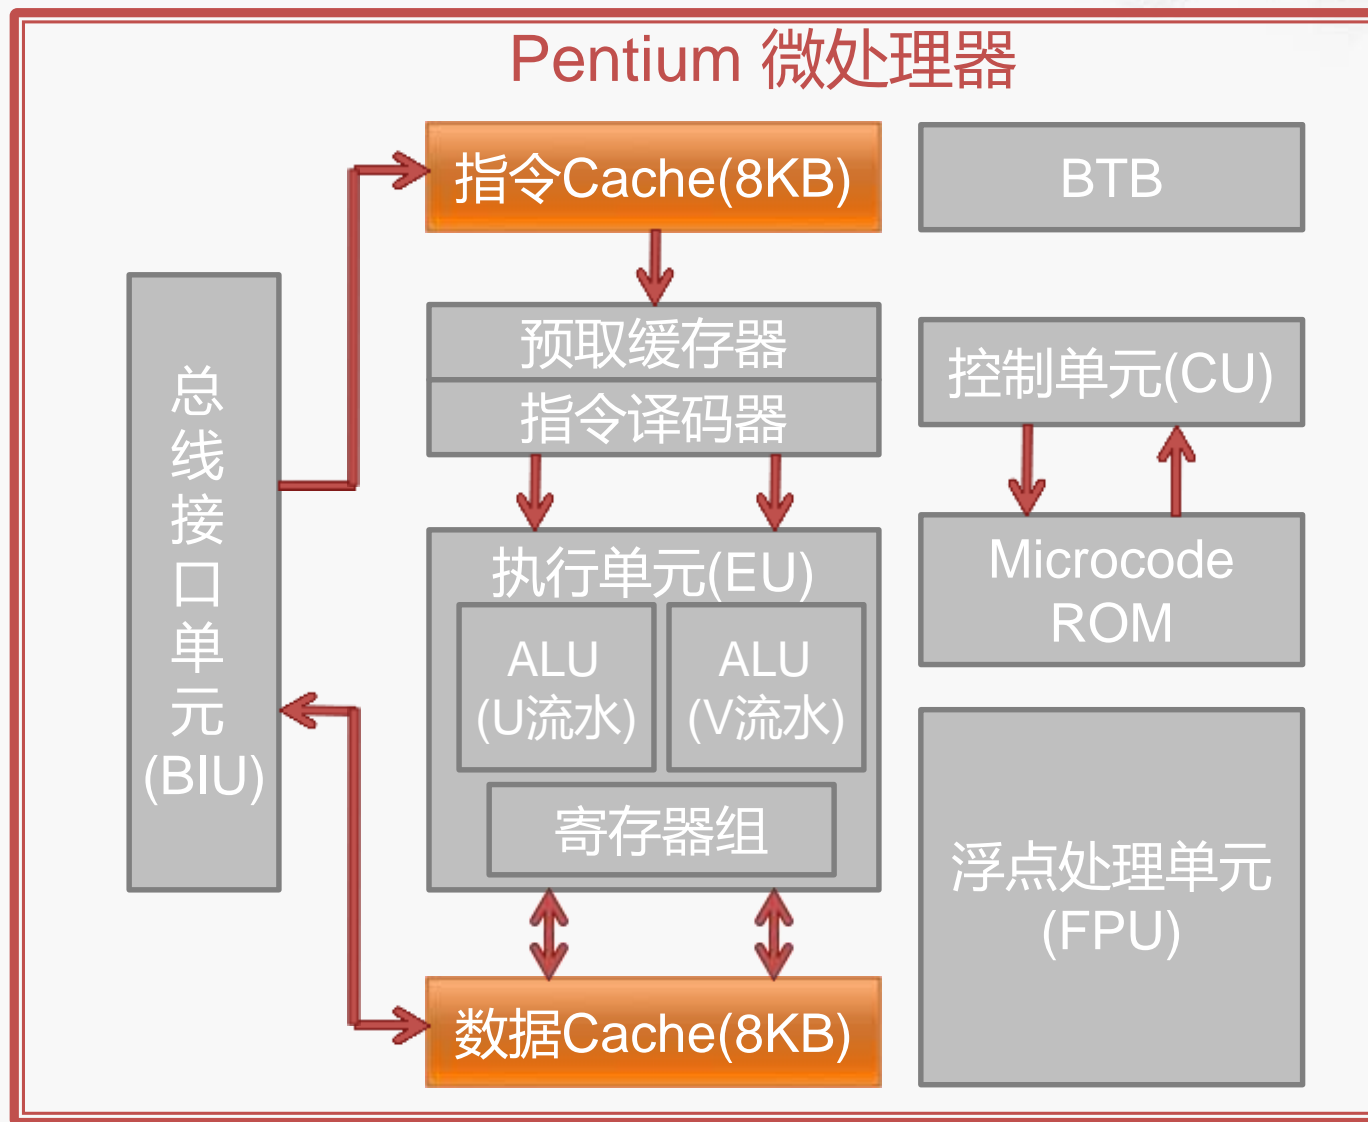 Pentium 微处理器
指令Cache(8KB)
BTB
总
线
接
口
单
元
(BIU)
预取缓存器
指令译码器
控制单元(CU)
执行单元(EU)
ALU
(U流水)
ALU
(V流水)
寄存器组
Microcode
ROM
数据Cache(8KB)
浮点处理单元
(FPU)